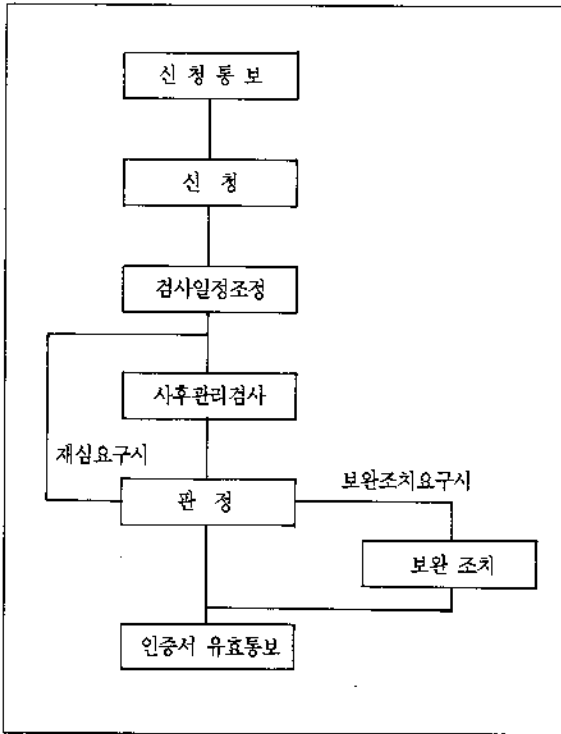 신 청 통 보
신 청
검사일정조정
사후관리검사
재심요구시
보완조치요구시
판 정
보완 조치
인증서 유효통보